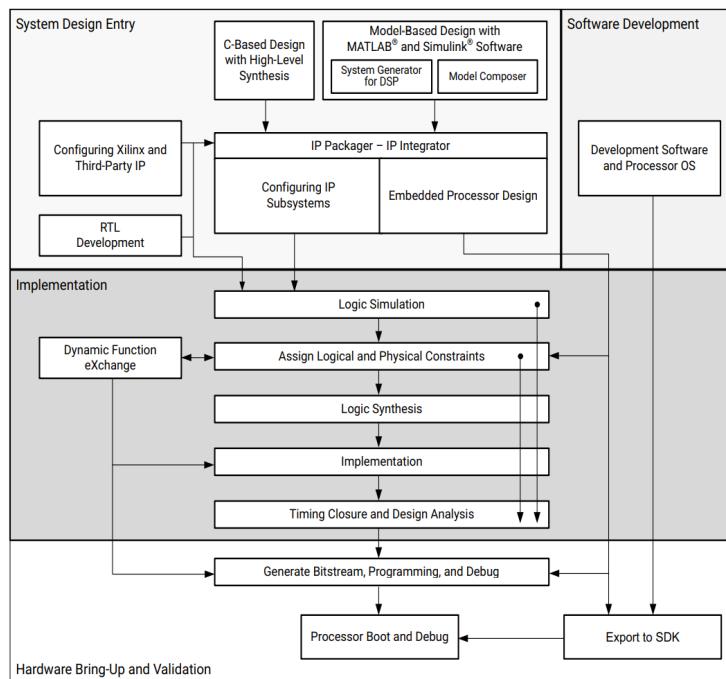 System Design Entry
Software Development
C-Based Design
with High-Level
Synthesis
Model-Based Design with
MATLAB® and Simulink® Software
System Generator
for DSP
Model Composer
Configuring Xilinx and
Third-Party IP
IP Packager – IP Integrator
Development Software
and Processor OS
Configuring IP
Subsystems
Embedded Processor Design
RTL
Development
Implementation
Logic Simulation
Dynamic Function
eXchange
Assign Logical and Physical Constraints
Logic Synthesis
Implementation
Timing Closure and Design Analysis
Generate Bitstream, Programming, and Debug
Processor Boot and Debug
Export to SDK
Hardware Bring-Up and Validation